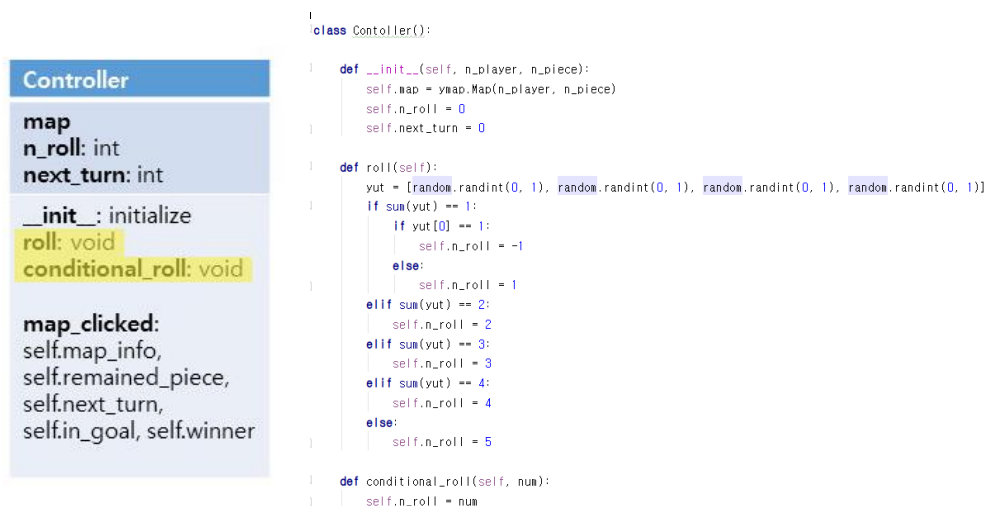 Controller
map
n_roll: int
next_turn: int
__init__: initialize
roll: void
conditional_roll: void
map_clicked:
self.map_info,
self.remained_piece,
self.next_turn,
self.in_goal, self.winner
class Contoller():
def __init__(self, n_player, n_piece):
self.map = ymap.Map(n_player, n_piece)
self.n_roll = 0
self.next_turn = 0
def roll(self):
yut = [random.randint(0, 1), random.randint(0, 1), random.randint(0, 1), random.randint(0, 1)]
if sum(yut) == 1:
if yut[0] == 1:
self.n_roll = -1
else:
self.n_roll = 1
elif sum(yut) == 2:
self.n_roll = 2
elif sum(yut) == 3:
self.n_roll = 3
elif sum(yut) == 4:
self.n_roll = 4
else:
self.n_roll = 5
def conditional_roll(self, num):
self.n_roll = num